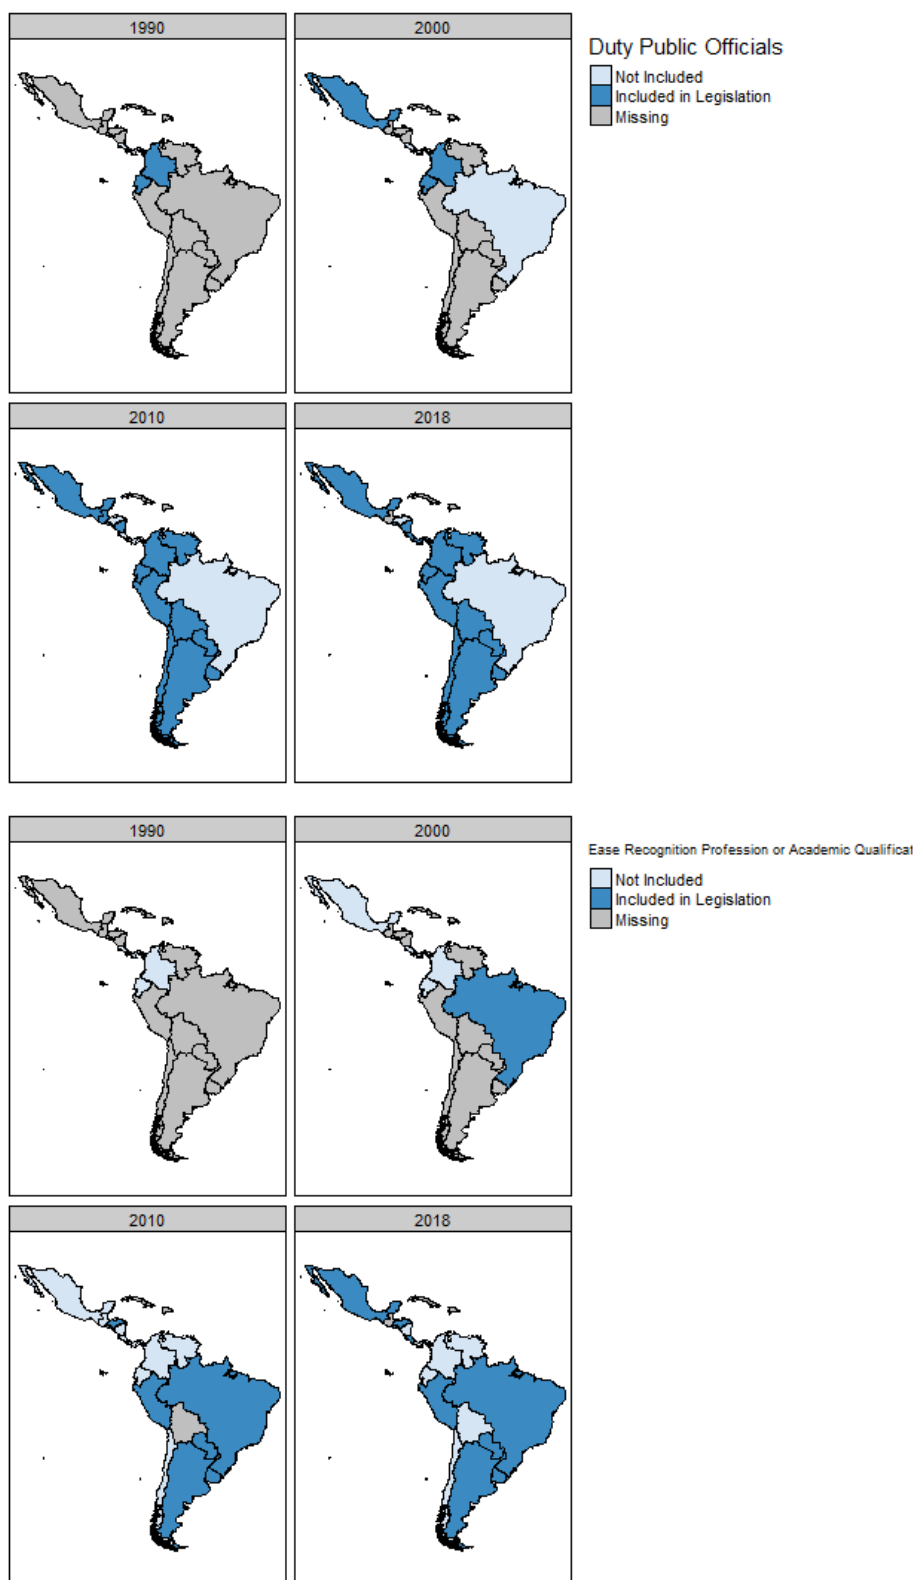 1990
2000
Duty Public Officials
Not Included
Included in Legislation
Missing
2010
2018
1990
2000
Ease Recognition Profession or Academic Qualificat
Not Included
Included in Legislation
Missing
2010
2018